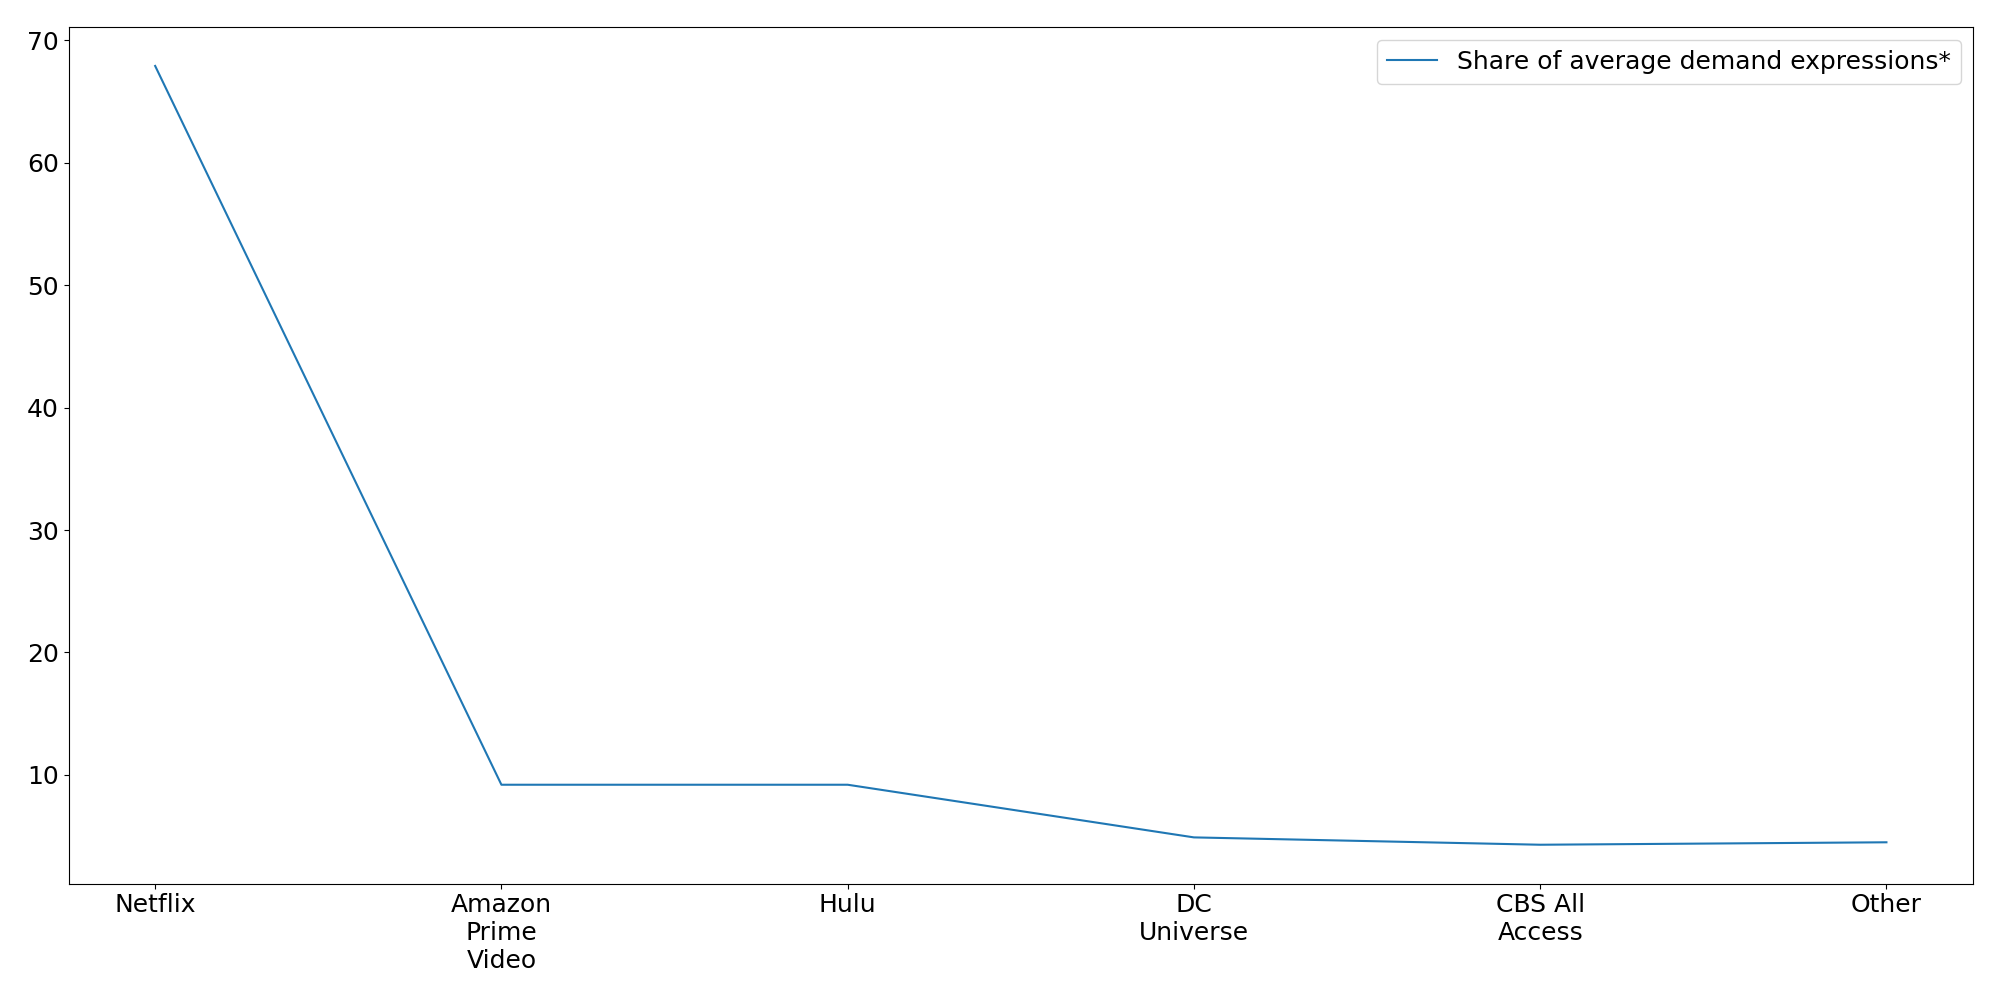 70
60
50
40
30
20
10
Share of average demand expressions*
Netflix
Amazon
Prime
Video
Hulu
DC
Universe
CBS All
Access
Other